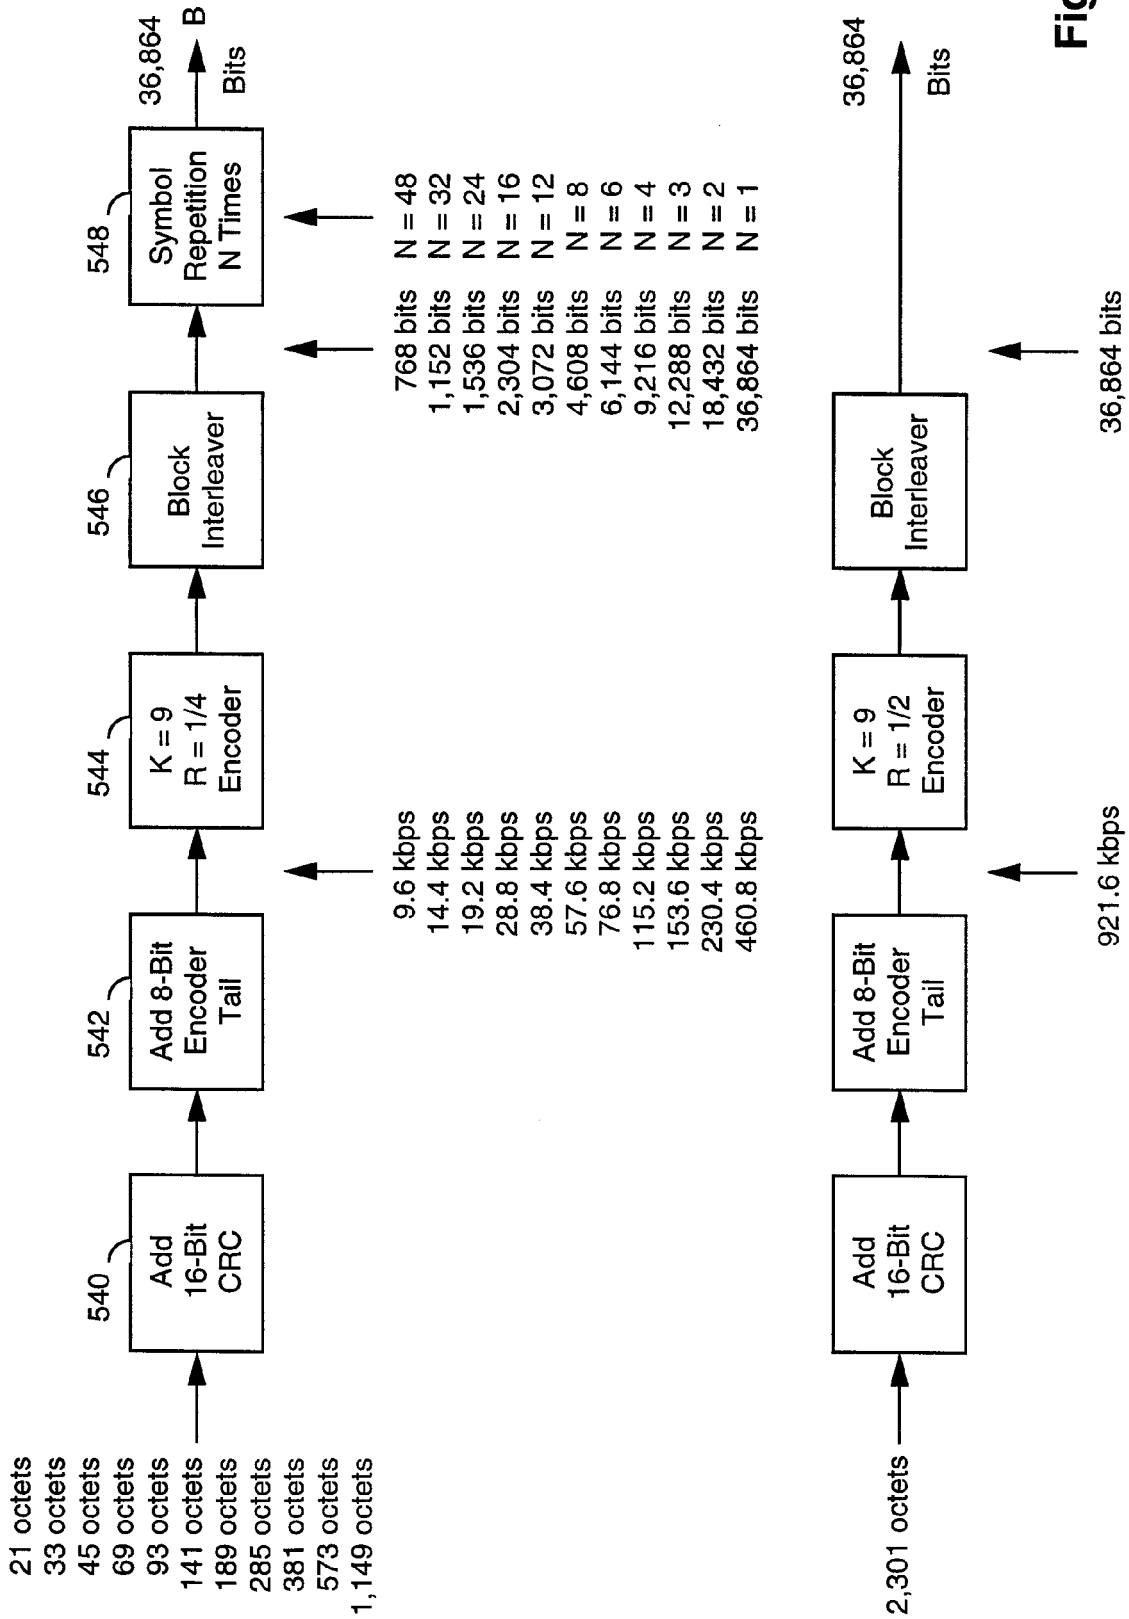 21 octets
33 octets
45 octets
69 octets
93 octets
141 octets
189 octets
285 octets
381 octets
573 octets
1,149 octets
540
Add
16-Bit
CRC
542
Add 8-Bit
Encoder
Tail
9.6 kbps
14.4 kbps
19.2 kbps
28.8 kbps
38.4 kbps
57.6 kbps
76.8 kbps
115.2 kbps
153.6 kbps
230.4 kbps
460.8 kbps
544
K = 9
R = 1/4
Encoder
546
Block
Interleaver
768 bits
1,152 bits
1,536 bits
2,304 bits
3,072 bits
4,608 bits
6,144 bits
9,216 bits
12,288 bits
18,432 bits
36,864 bits
548
Symbol
Repetition
N Times
N = 48
N = 32
N = 24
N = 16
N = 12
N = 8
N = 6
N = 4
N = 3
N = 2
N = 1
36,864
B
Bits
2,301 octets
Add
16-Bit
CRC
Add 8-Bit
Encoder
Tail
921.6 kbps
K = 9
R = 1/2
Encoder
Block
Interleaver
36,864 bits
36,864
Bits
Fig